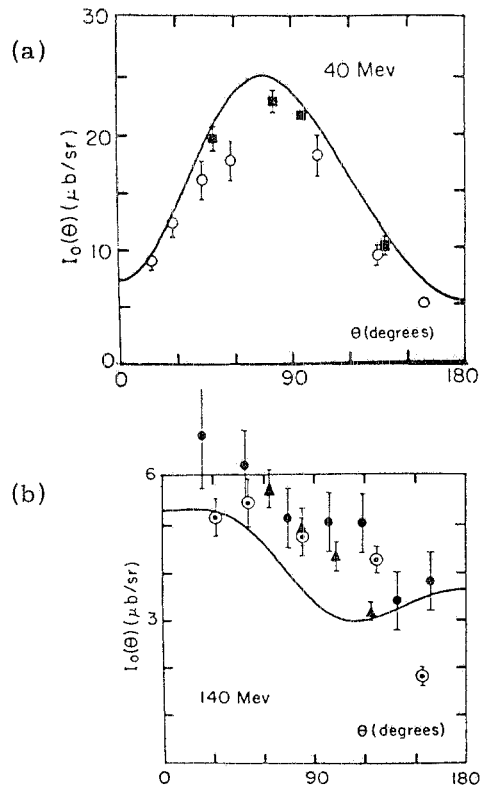 (a)
30
20
10
0
I₀(θ) (μb/sr)
40 Mev
θ (degrees)
0 90 180
(b)
6
3
I₀(θ) (μb/sr)
140 Mev
θ (degrees)
0 90 180